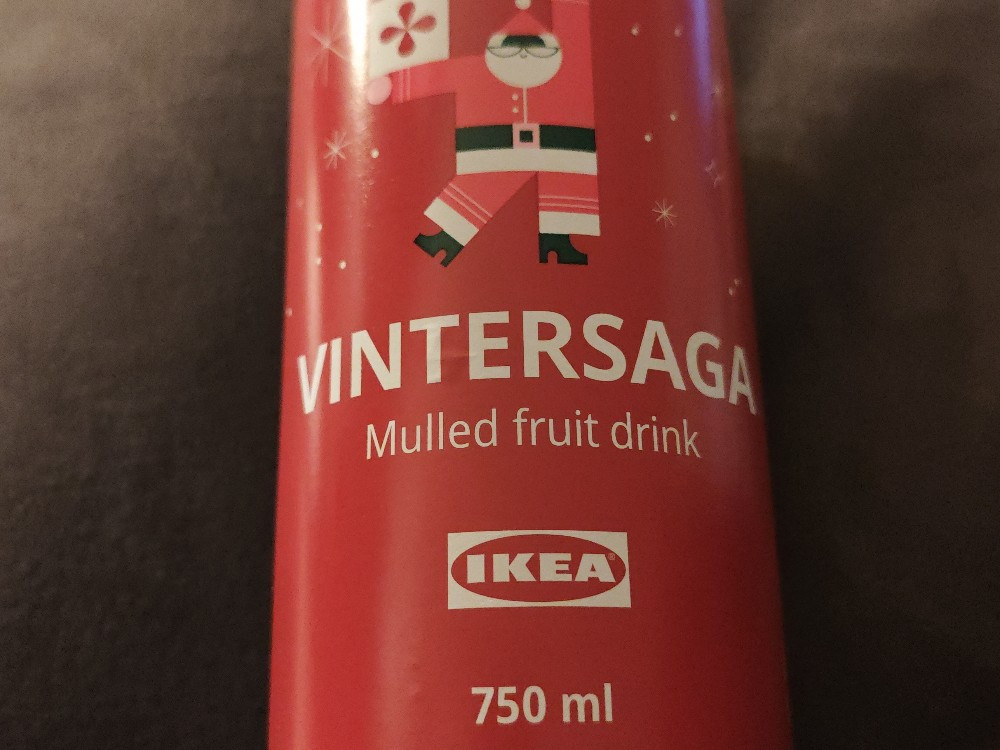 VINTERSAGA
Mulled fruit drink
IKEA®
750 ml